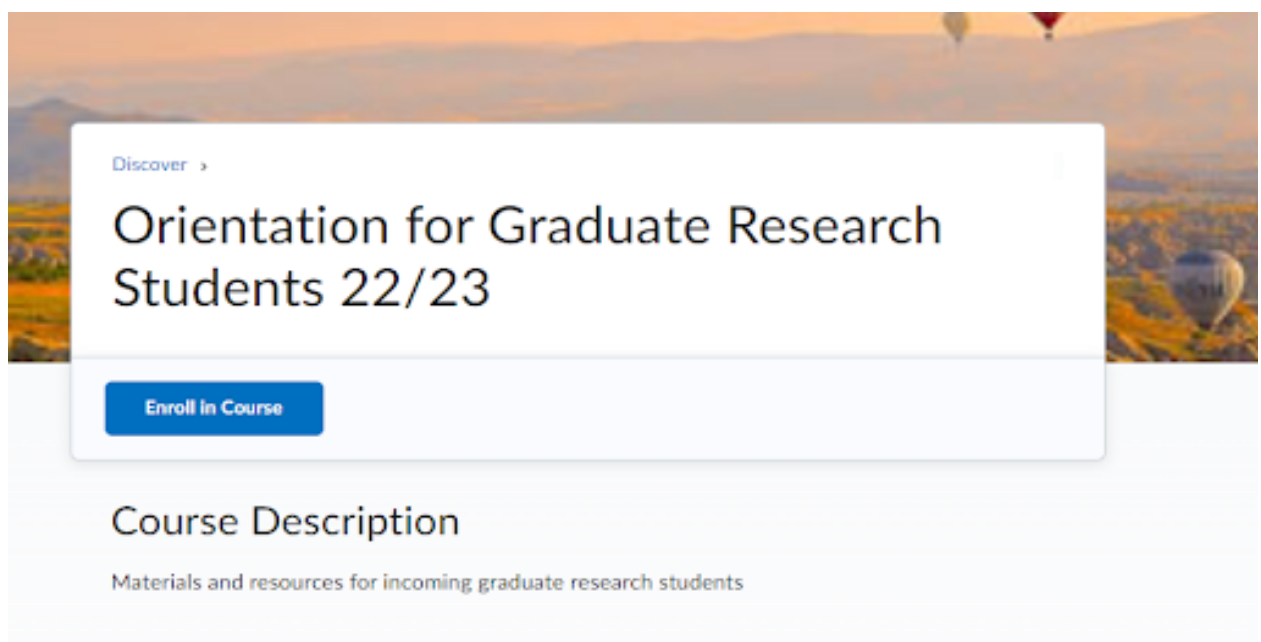 Discover ›
Orientation for Graduate Research
Students 22/23
Enroll in Course
Course Description
Materials and resources for incoming graduate research students